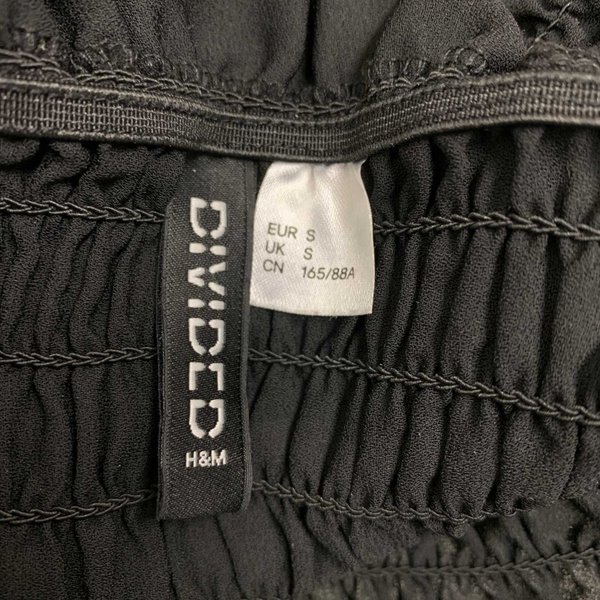 DIVIDED
H&M
EUR S
UK S
CN 165/88A